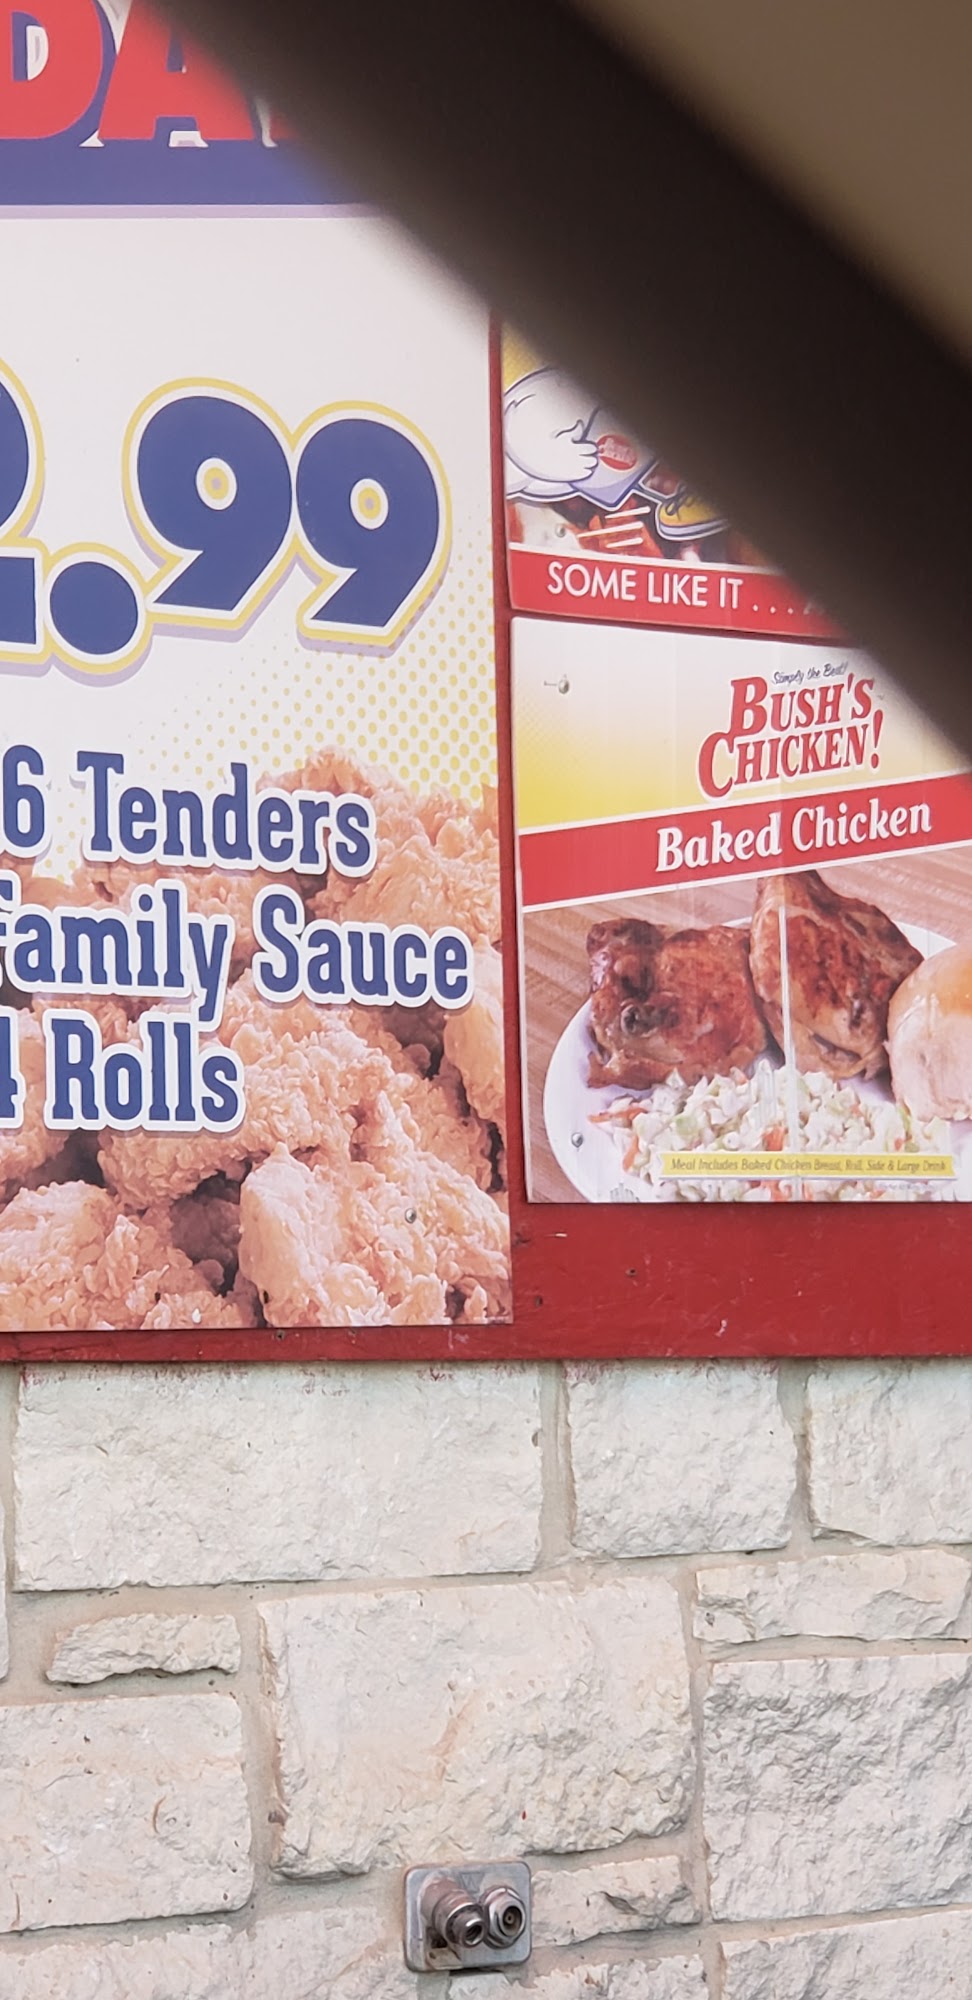 DA
.99
6 Tenders
Family Sauce
4 Rolls
SOME LIKE IT . . .
Simply the Best!
BUSH'S
CHICKEN!
Baked Chicken
Meal Includes Baked Chicken Breast, Roll, Side & Large Drink